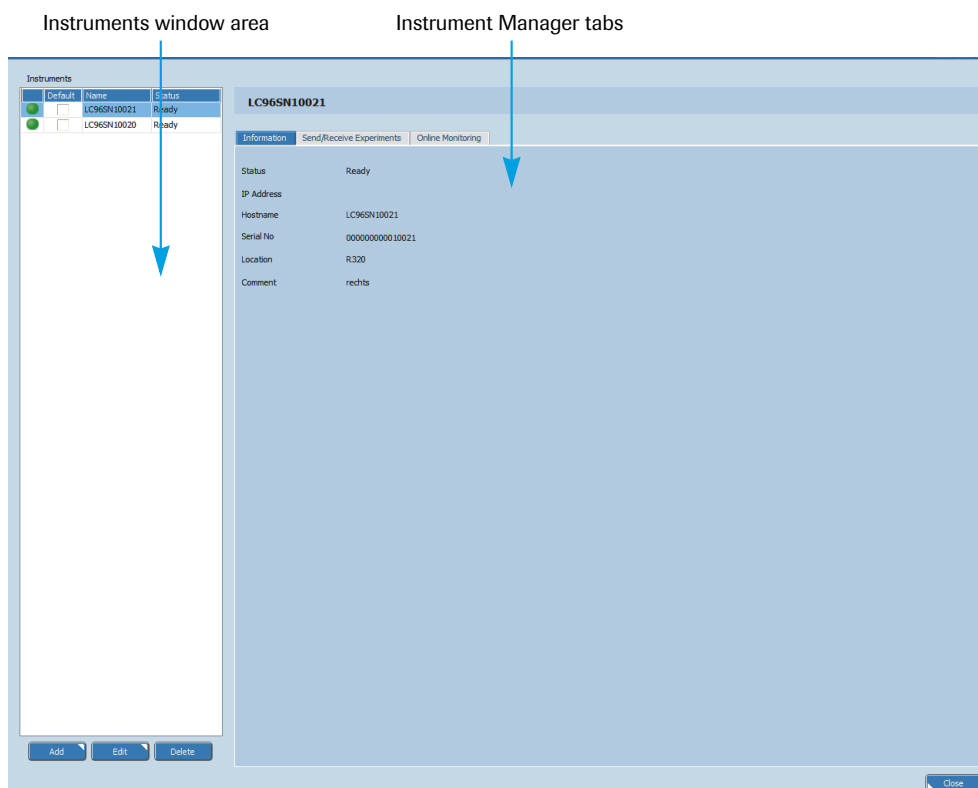 Instruments window area Instrument Manager tabs
Instruments
Default Name Status
LC96SN10021 Ready
LC96SN10020 Ready
LC96SN10021
Information Send/Receive Experiments Online Monitoring
Status Ready
IP Address
Hostname LC96SN10021
Serial No 000000000010021
Location R320
Comment rechts
Add Edit Delete
Close